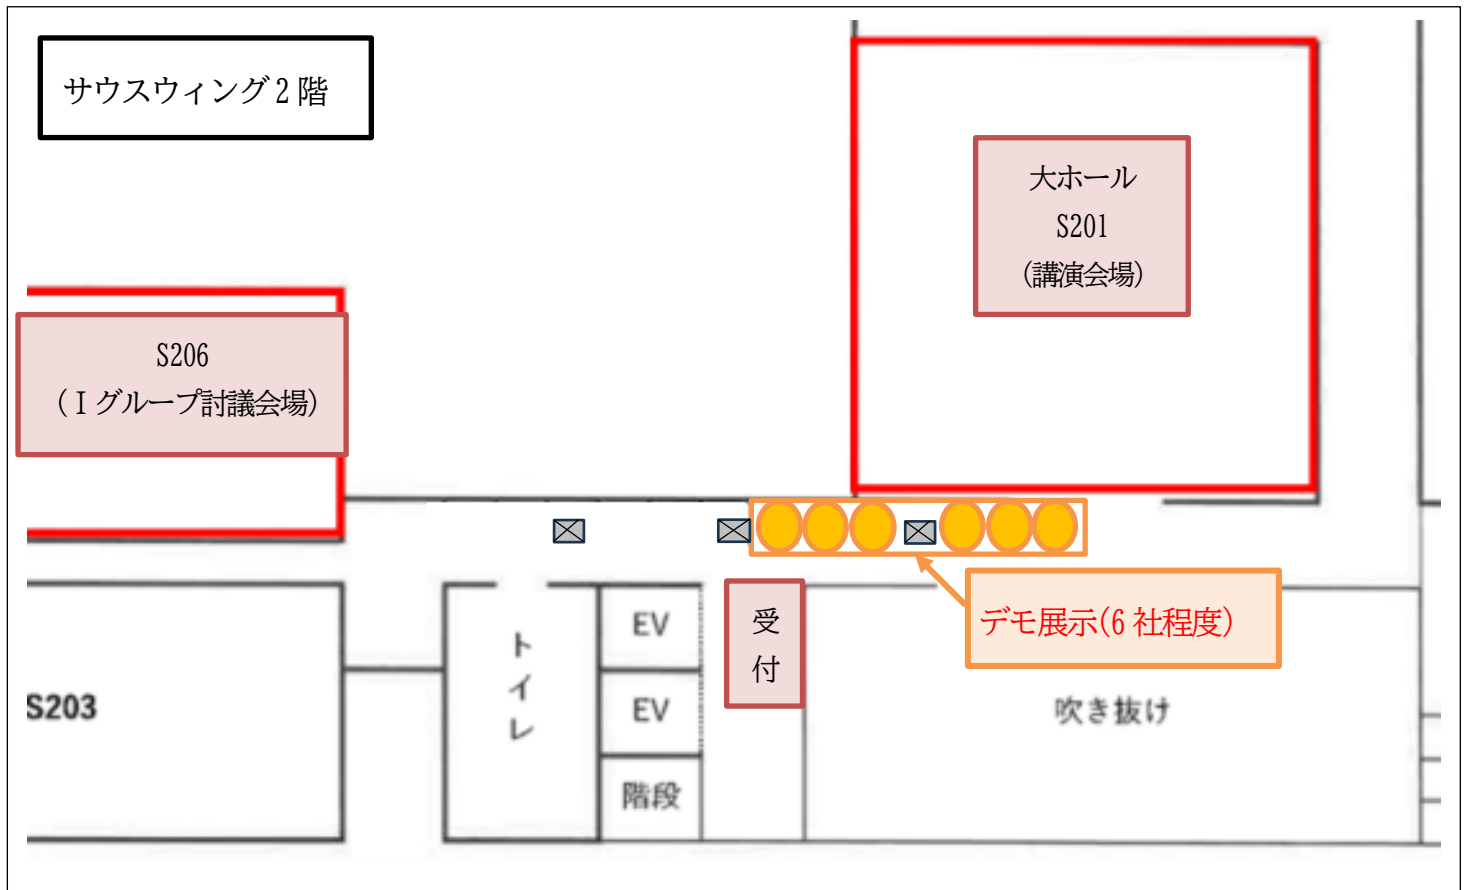 サウスウィング2階
大ホール
S201
(講演会場)
S206
(Ⅰグループ討議会場)
デモ展示(6社程度)
受付
トイレ
EV
EV
階段
S203
吹き抜け